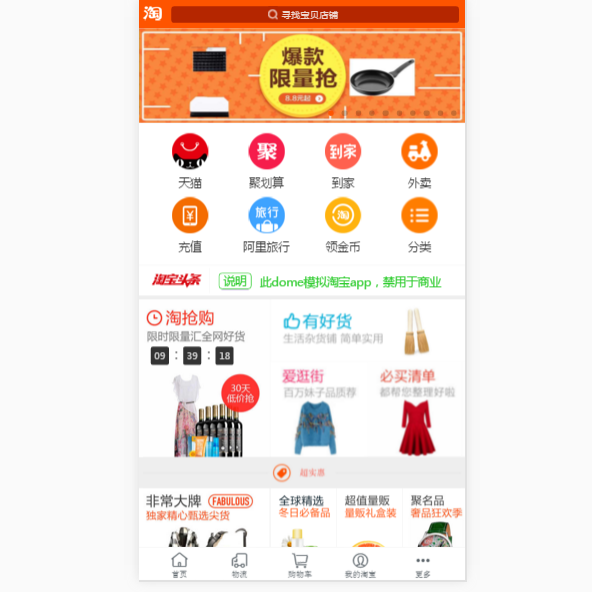 淘
寻找宝贝店铺
爆款
限量抢
8.8元起
聚
到家
天猫
聚划算
到家
外卖
旅行
淘
充值
阿里旅行
领金币
分类
淘宝头条
说明
此dome模拟淘宝app，禁用于商业
淘抢购
限时限量汇全网好货
09 : 39 : 18
30天
低价抢
有好货
生活杂货铺 简单实用
爱逛街
百万妹子品质荐
必买清单
都帮您整理好啦
超实惠
非常大牌 FABULOUS
独家精心甄选尖货
全球精选
冬日必备品
超值量贩
量贩礼盒装
聚名品
奢品狂欢季
首页
物流
购物车
我的淘宝
更多